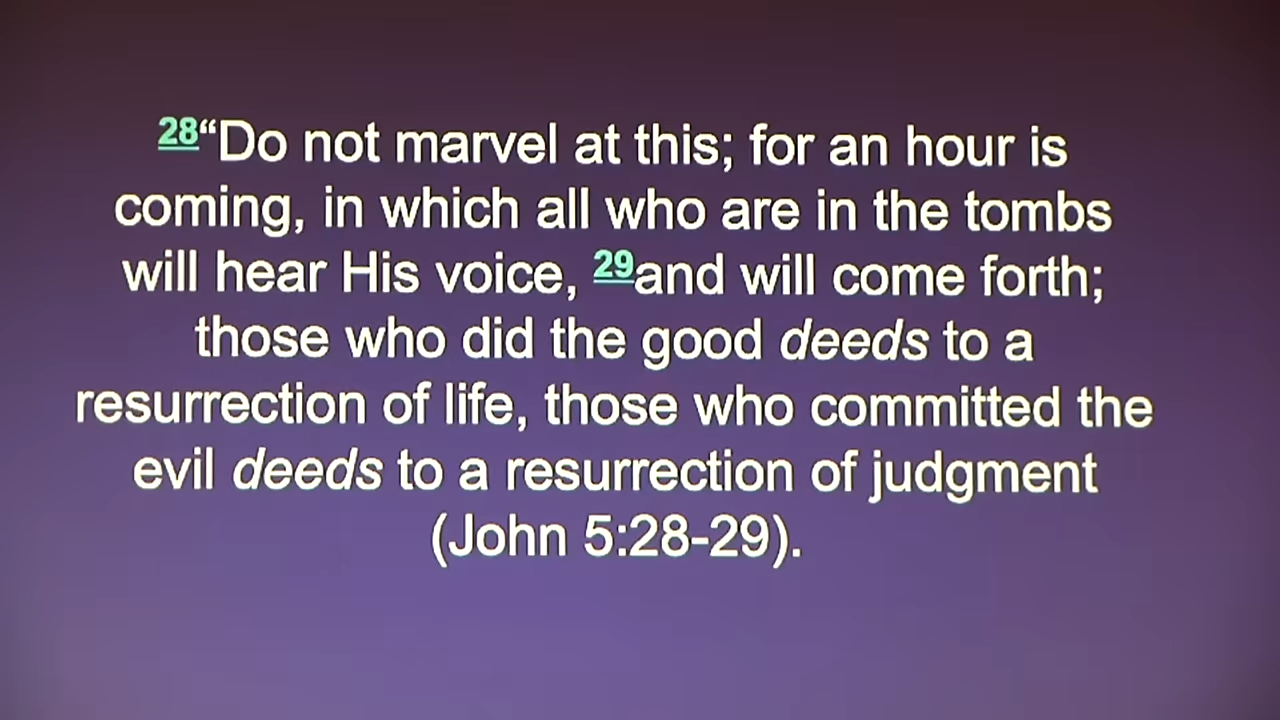 28“Do not marvel at this; for an hour is
coming, in which all who are in the tombs
will hear His voice, 29and will come forth;
those who did the good deeds to a
resurrection of life, those who committed the
evil deeds to a resurrection of judgment
(John 5:28-29).